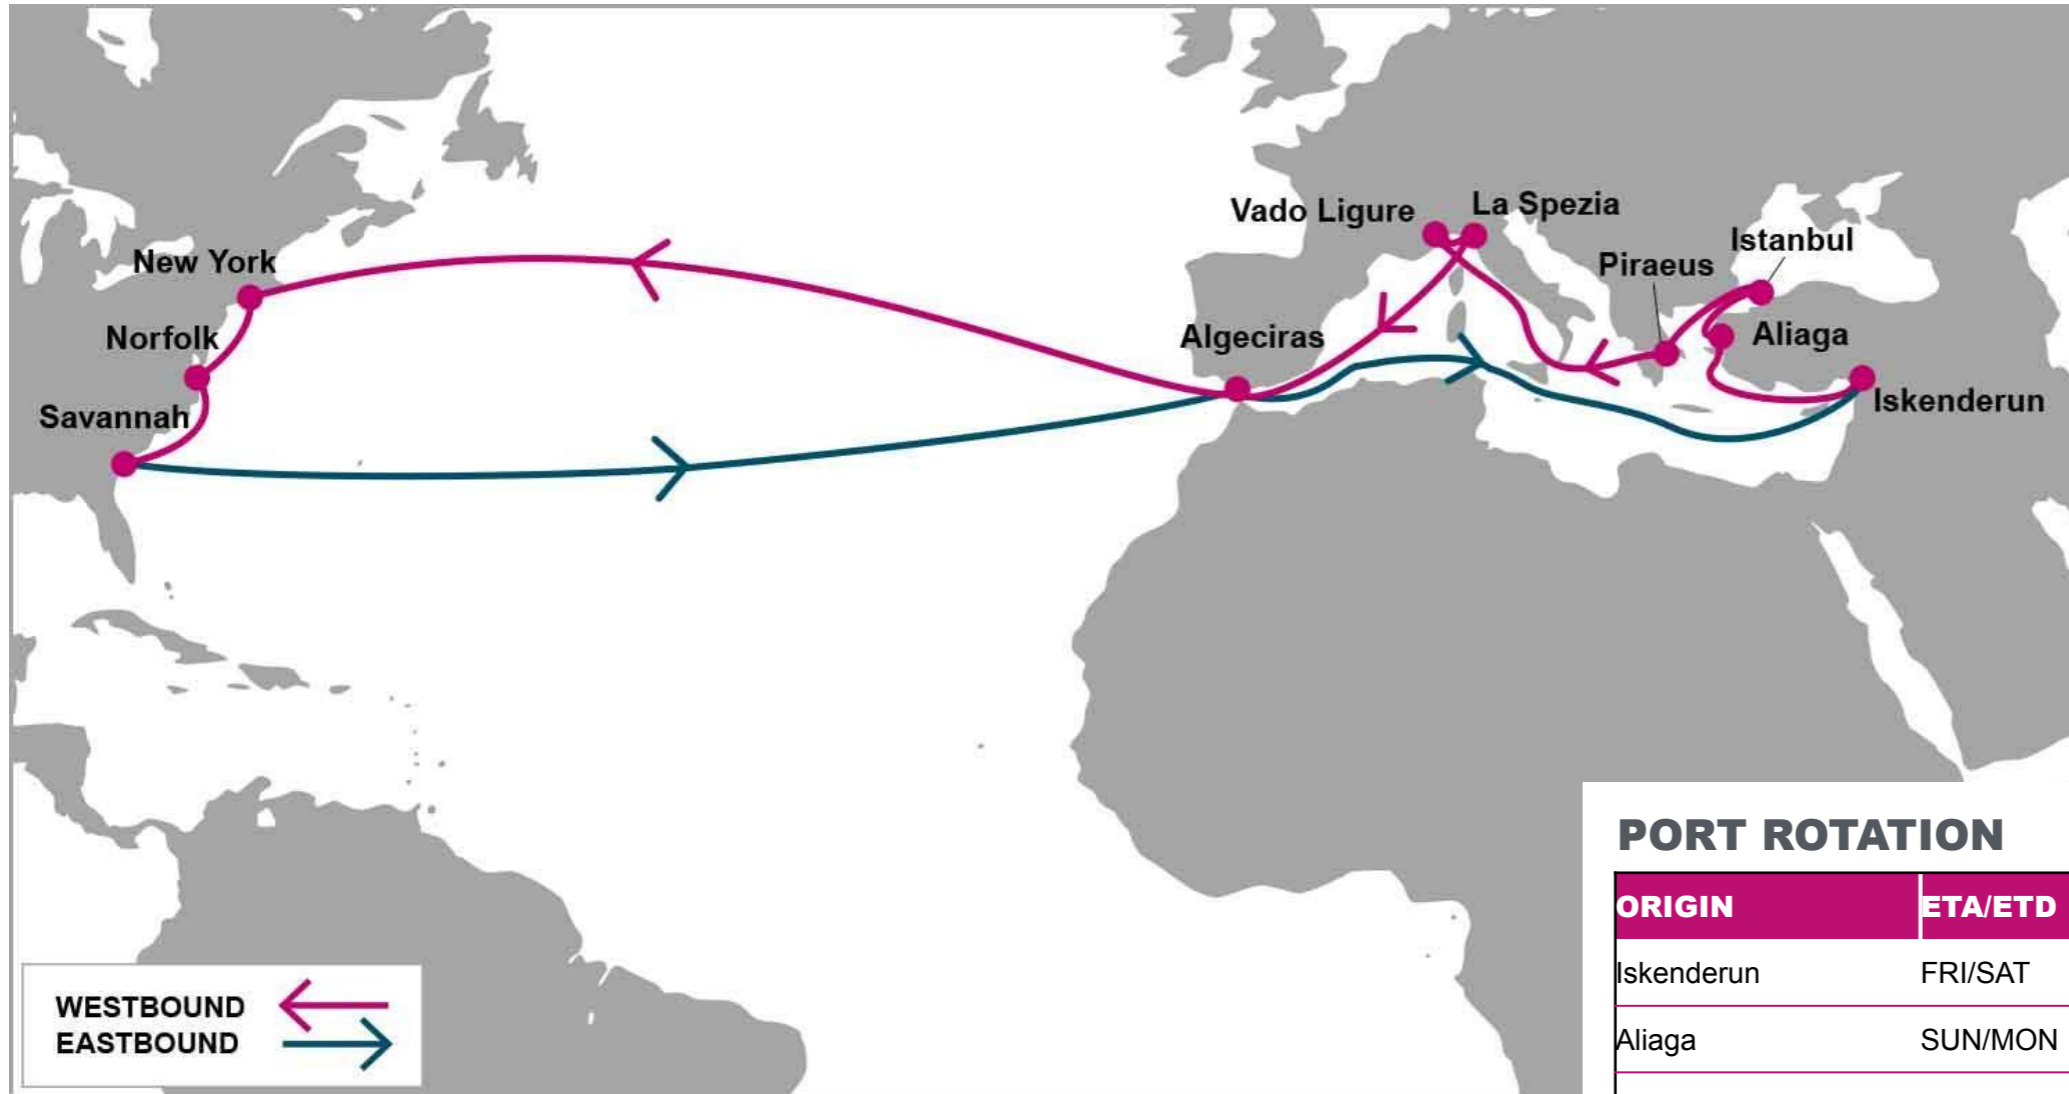 Vado Ligure
La Spezia
Istanbul
Piraeus
New York
Norfolk
Algeciras
Aliaga
Savannah
Iskenderun
PORT ROTATION
ORIGIN ETA/ETD
Iskenderun FRI/SAT
Aliaga SUN/MON
WESTBOUND
EASTBOUND